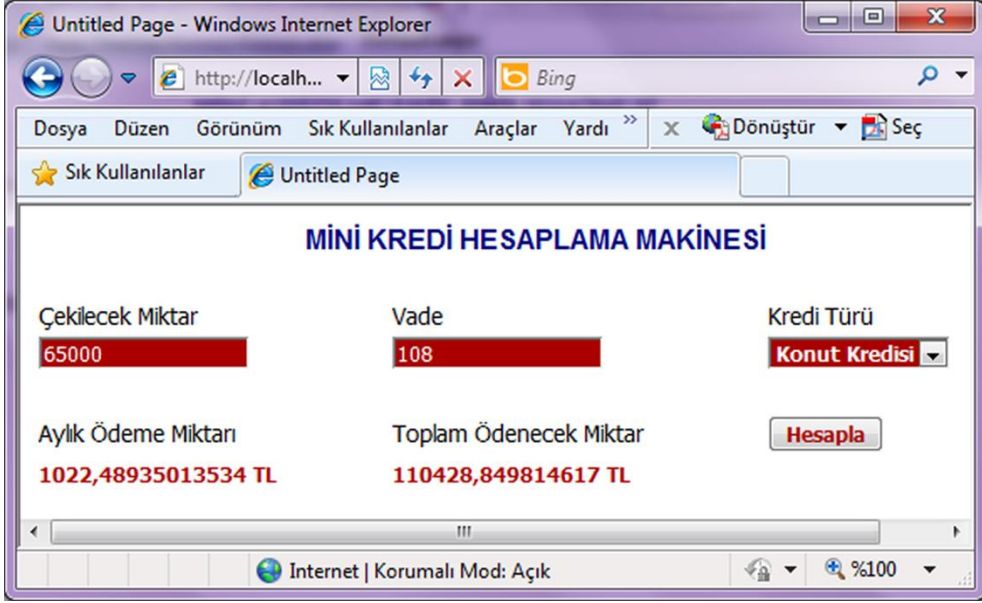 Untitled Page - Windows Internet Explorer
http://localh... Bing
Dosya Düzen Görünüm Sık Kullanılanlar Araçlar Yardı » x Dönüştür Seç
Sık Kullanılanlar Untitled Page
MİNİ KREDİ HESAPLAMA MAKİNESİ
Çekilecek Miktar Vade Kredi Türü
65000 108 Konut Kredisi
Aylık Ödeme Miktarı Toplam Ödenecek Miktar Hesapla
1022,48935013534 TL 110428,849814617 TL
Internet | Korumalı Mod: Açık %100